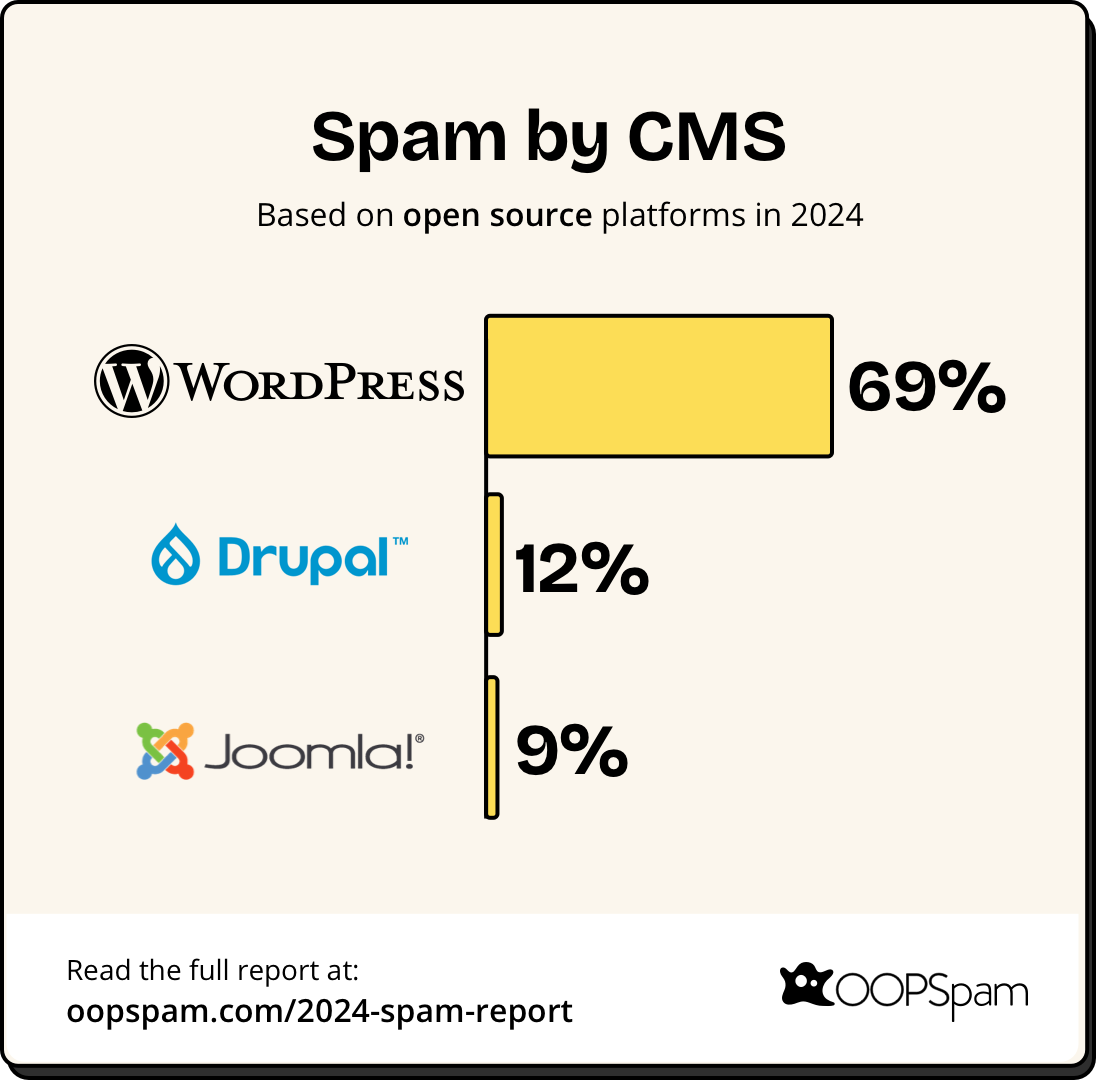 Spam by CMS
Based on open source platforms in 2024
WORDPRESS 69%
Drupal™ 12%
Joomla!® 9%
Read the full report at:
oopspam.com/2024-spam-report
OOPSpam